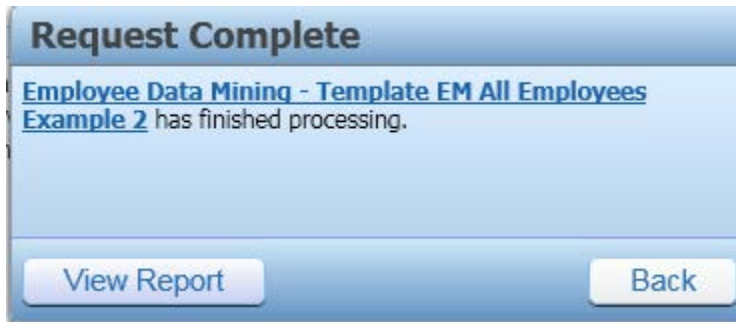 Request Complete
Employee Data Mining - Template EM All Employees
Example 2 has finished processing.
View Report
Back